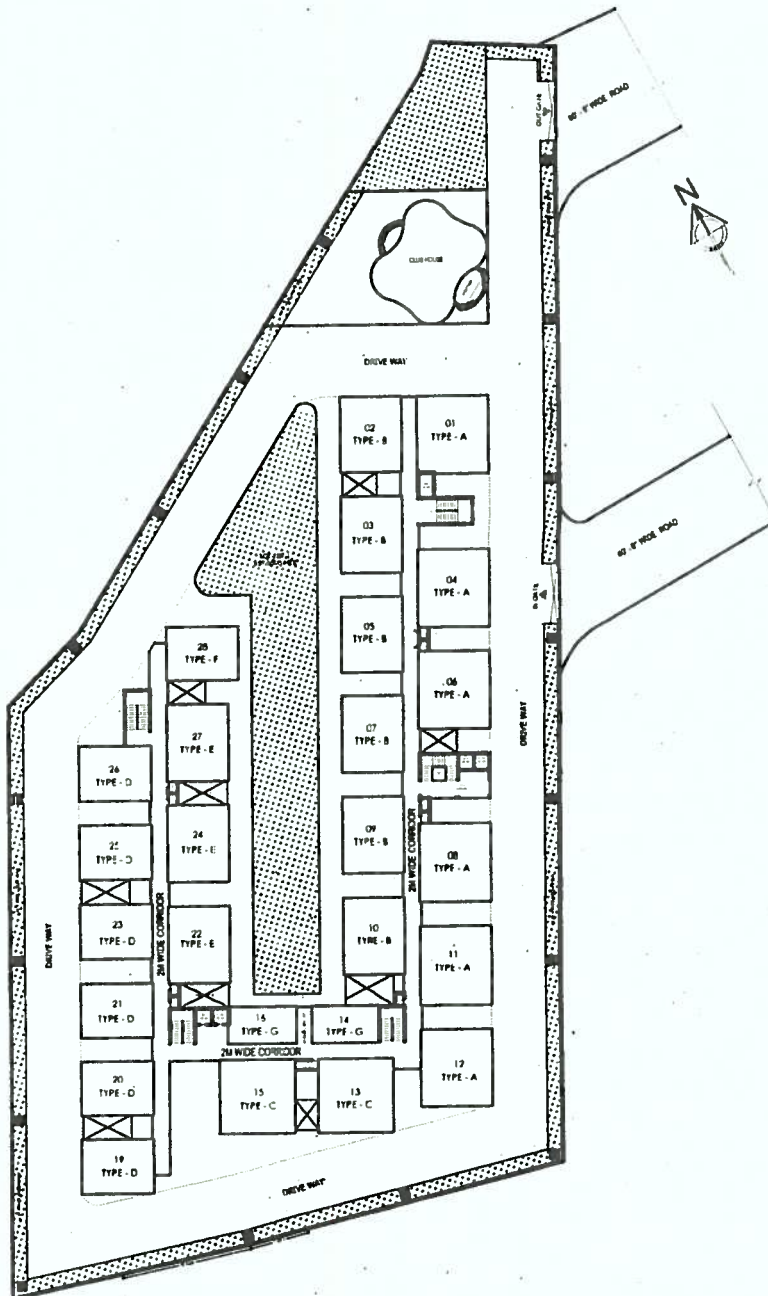 OUT GATE
60'-0" WIDE ROAD
N
CLUB HOUSE
DRIVE WAY
02
TYPE - B
01
TYPE - A
03
TYPE - B
04
TYPE - A
60'-0" WIDE ROAD
IN GATE
05
TYPE - B
06
TYPE - A
28
TYPE - F
27
TYPE - E
07
TYPE - B
DRIVE WAY
26
TYPE - D
24
TYPE - E
09
TYPE - B
2M WIDE CORRIDOR
08
TYPE - A
25
TYPE - D
23
TYPE - D
2M WIDE CORRIDOR
22
TYPE - E
10
TYPE - B
11
TYPE - A
DRIVE WAY
21
TYPE - D
16
TYPE - G
14
TYPE - G
2M WIDE CORRIDOR
20
TYPE - D
15
TYPE - C
13
TYPE - C
12
TYPE - A
19
TYPE - D
DRIVE WAY